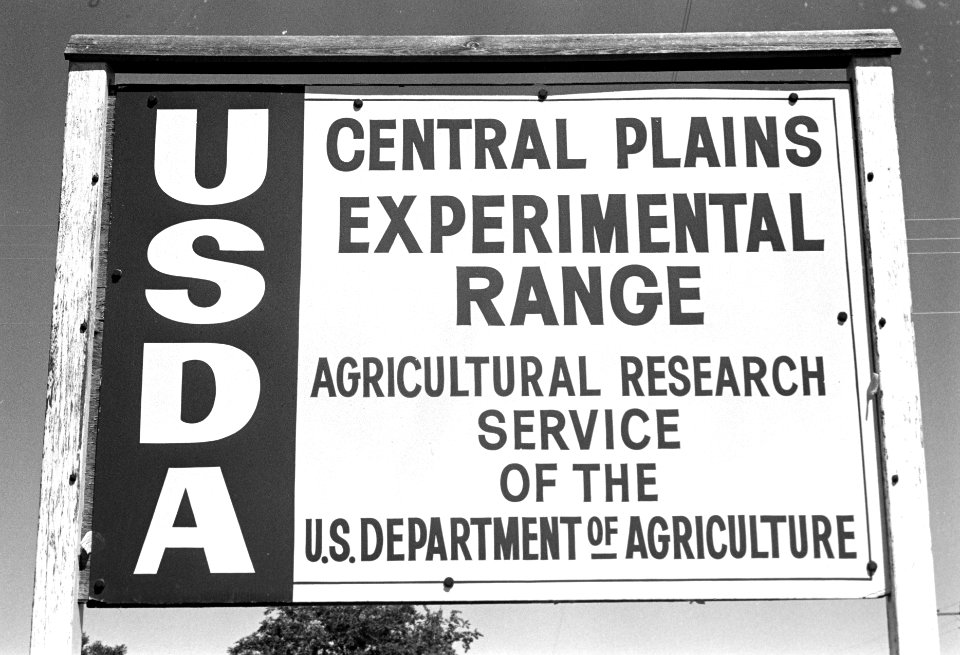 USDA
CENTRAL PLAINS
EXPERIMENTAL
RANGE
AGRICULTURAL RESEARCH
SERVICE
OF THE
U.S. DEPARTMENT OF AGRICULTURE